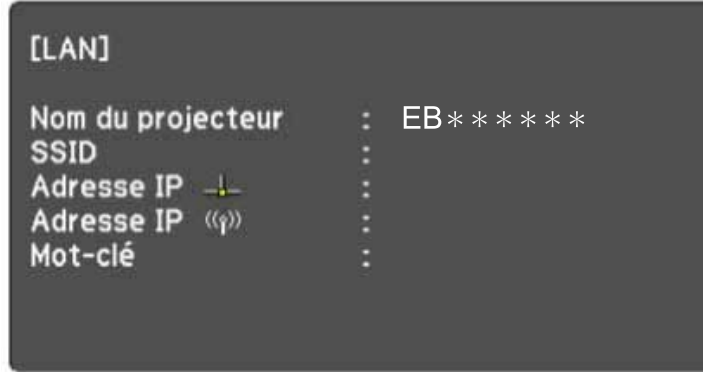 [LAN]
Nom du projecteur : EB******
SSID :
Adresse IP :
Adresse IP :
Mot-clé :